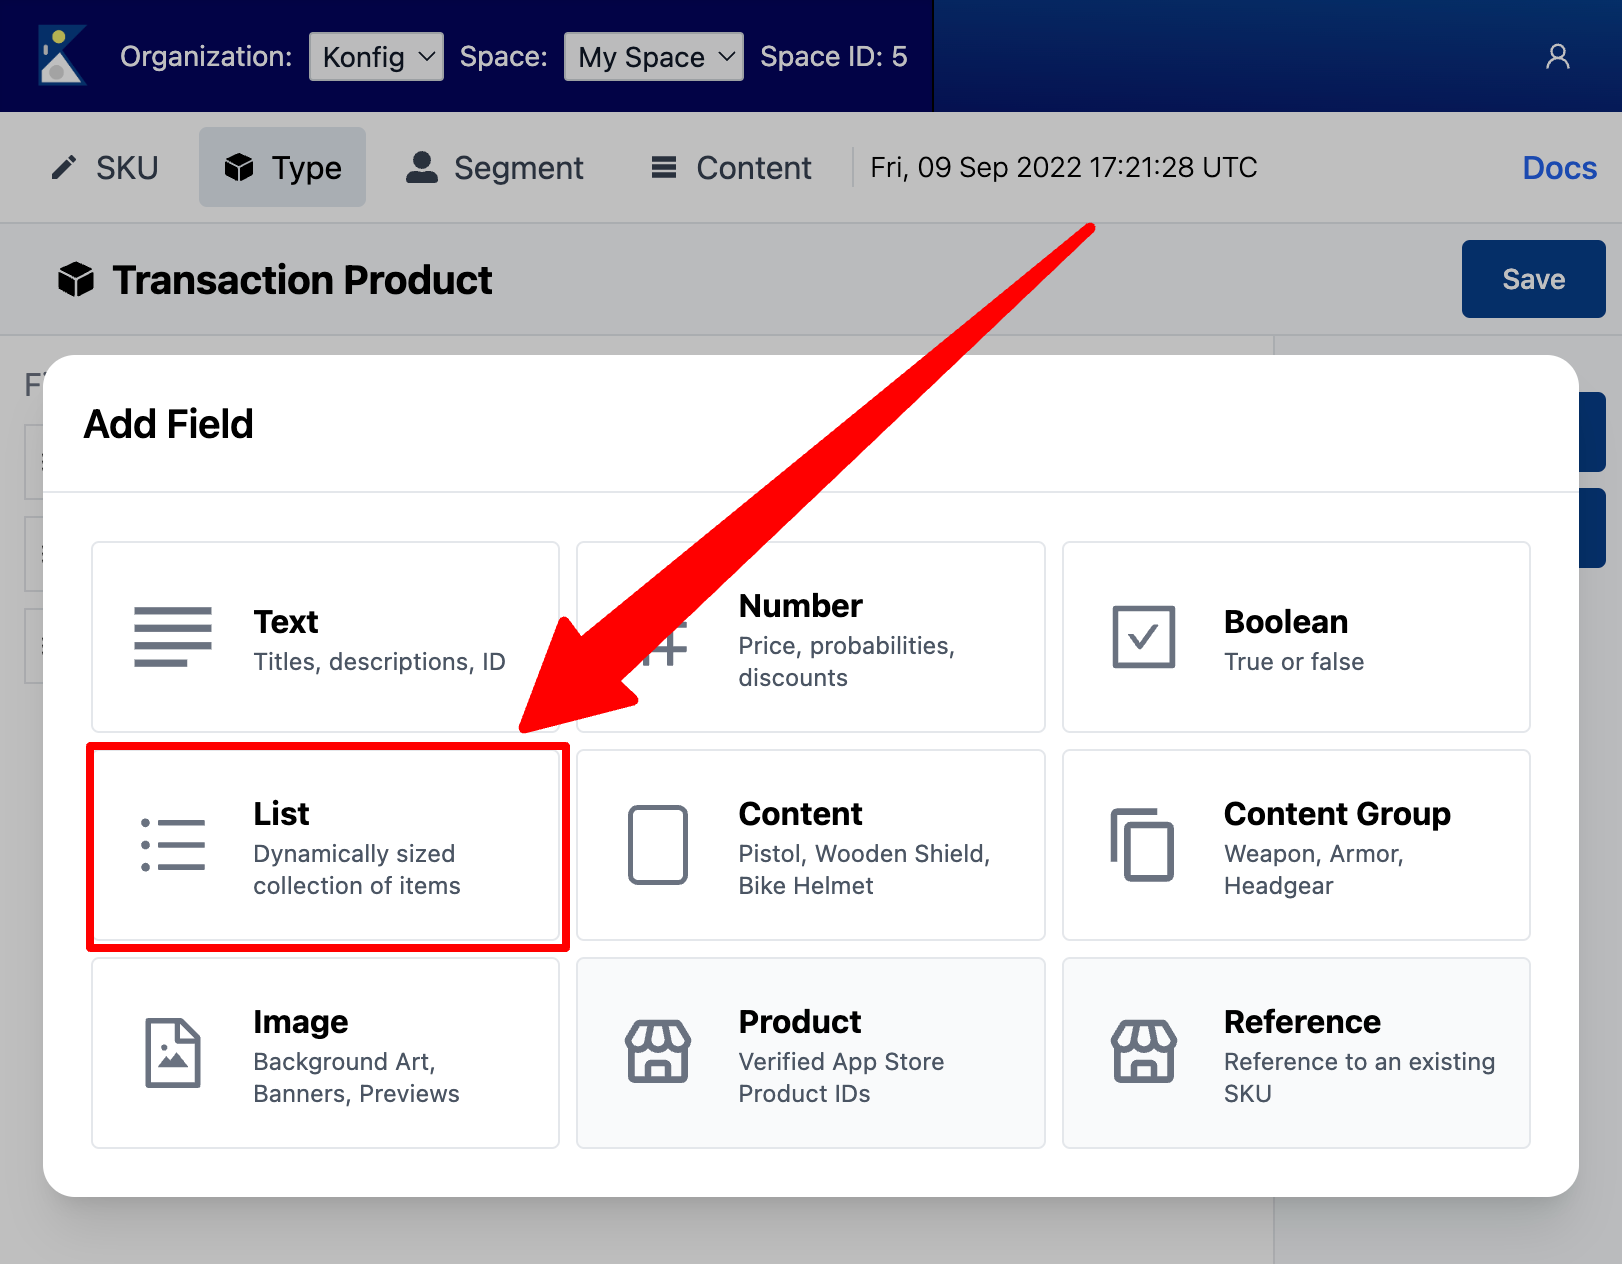 Organization: Konfig Space: My Space Space ID: 5
SKU Type Segment Content Fri, 09 Sep 2022 17:21:28 UTC Docs
Transaction Product Save
Add Field
Text
Titles, descriptions, ID
Number
Price, probabilities,
discounts
Boolean
True or false
List
Dynamically sized
collection of items
Content
Pistol, Wooden Shield,
Bike Helmet
Content Group
Weapon, Armor,
Headgear
Image
Background Art,
Banners, Previews
Product
Verified App Store
Product IDs
Reference
Reference to an existing
SKU